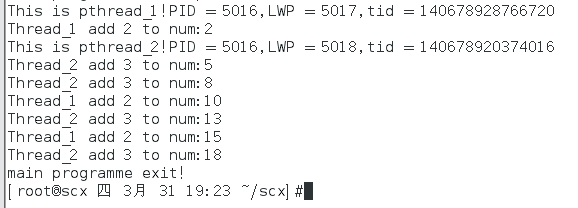 This is pthread_1!PID = 5016,LWP = 5017,tid = 140678928766720
Thread_1 add 2 to num:2
This is pthread_2!PID = 5016,LWP = 5018,tid = 140678920374016
Thread_2 add 3 to num:5
Thread_2 add 3 to num:8
Thread_1 add 2 to num:10
Thread_2 add 3 to num:13
Thread_1 add 2 to num:15
Thread_2 add 3 to num:18
main programme exit!
[root@scx 四 3月 31 19:23 ~/scx]#